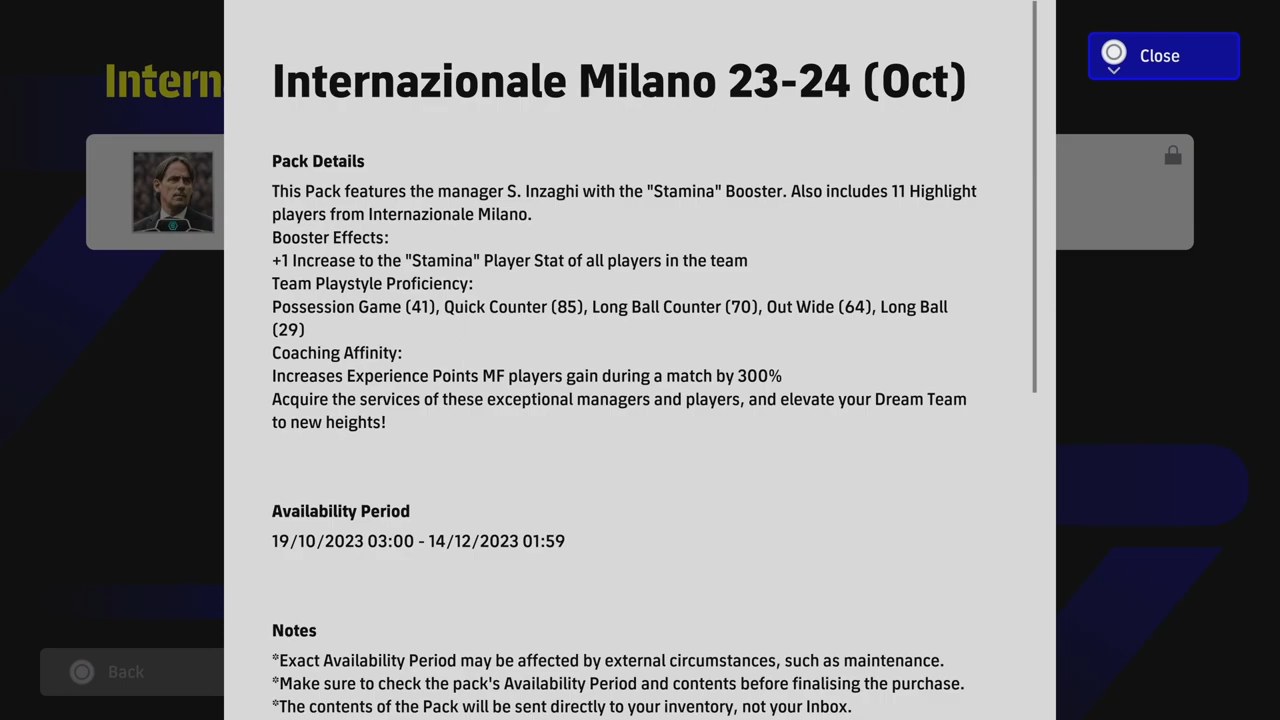 Intern
Close
Internazionale Milano 23-24 (Oct)
Pack Details
This Pack features the manager S. Inzaghi with the "Stamina" Booster. Also includes 11 Highlight
players from Internazionale Milano.
Booster Effects:
+1 Increase to the "Stamina" Player Stat of all players in the team
Team Playstyle Proficiency:
Possession Game (41), Quick Counter (85), Long Ball Counter (70), Out Wide (64), Long Ball
(29)
Coaching Affinity:
Increases Experience Points MF players gain during a match by 300%
Acquire the services of these exceptional managers and players, and elevate your Dream Team
to new heights!
Availability Period
19/10/2023 03:00 - 14/12/2023 01:59
Notes
*Exact Availability Period may be affected by external circumstances, such as maintenance.
*Make sure to check the pack's Availability Period and contents before finalising the purchase.
*The contents of the Pack will be sent directly to your inventory, not your Inbox.
Back